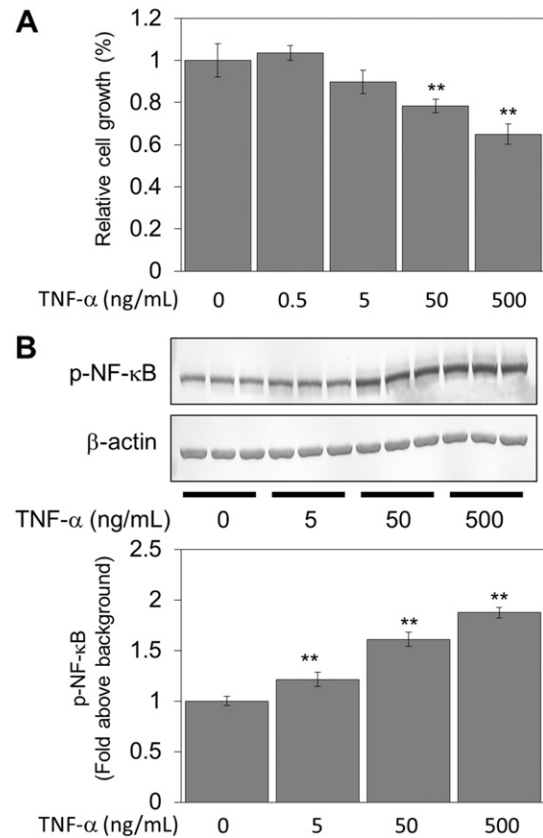 A
Relative cell growth (%)
1.2
1
0.8
0.6
0.4
0.2
0
**
**
TNF-α (ng/mL) 0 0.5 5 50 500
B
p-NF-κB
β-actin
TNF-α (ng/mL) 0 5 50 500
p-NF-κB
(Fold above background)
2.5
2
1.5
1
0.5
0
**
**
**
TNF-α (ng/mL) 0 5 50 500